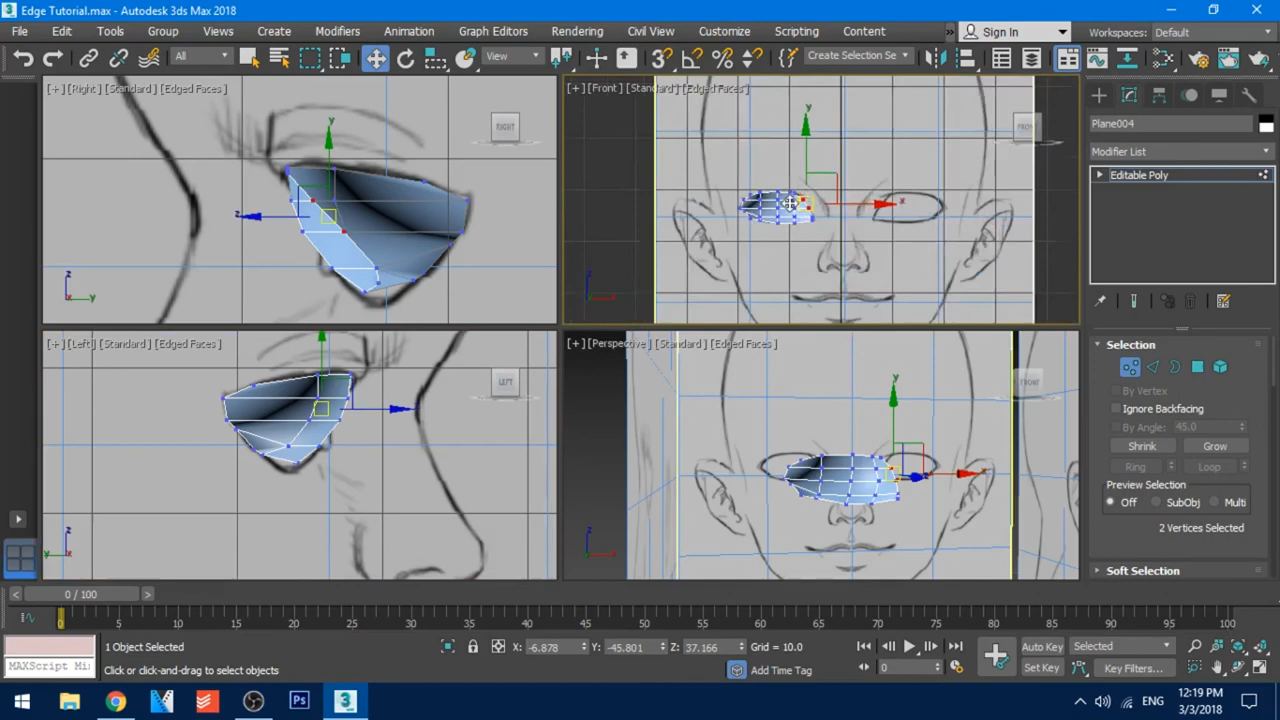 Edge Tutorial.max - Autodesk 3ds Max 2018
File Edit Tools Group Views Create Modifiers Animation Graph Editors Rendering Civil View Customize Scripting Content » Sign In Workspaces: Default
All View Create Selection Se
[+] [Right] [Standard] [Edged Faces]
RIGHT
y
z
z
x y
[+] [Front] [Standard] [Edged Faces]
FRONT
y
x
z
x
Plane004
Modifier List
Editable Poly
[+] [Left] [Standard] [Edged Faces]
LEFT
z
y x
[+] [Perspective] [Standard] [Edged Faces]
FRONT
y
x
z
Selection
By Vertex
Ignore Backfacing
By Angle: 45.0
Shrink Grow
Ring Loop
Preview Selection
Off SubObj Multi
2 Vertices Selected
Soft Selection
< 0 / 100 >
0 5 10 15 20 25 30 35 40 45 50 55 60 65 70 75 80 85 90 95 100
1 Object Selected X: -6.878 Y: -45.801 Z: 37.166 Grid = 10.0 Auto Key Selected
MAXScript Mi Click or click-and-drag to select objects Add Time Tag 0 Set Key Key Filters...
Ps 3 ENG 12:19 PM
3/3/2018